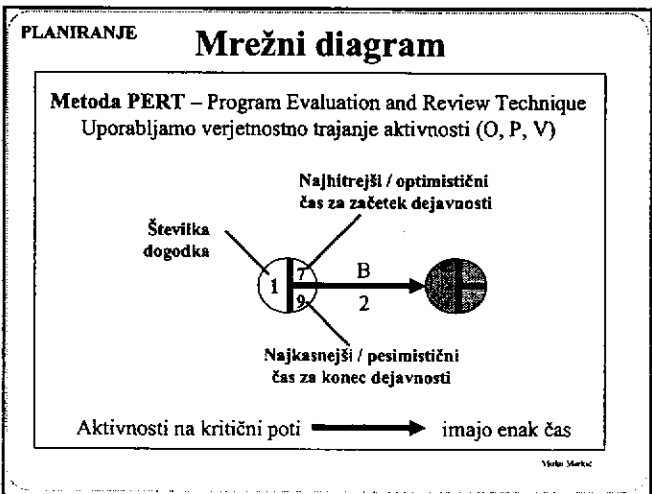 PLANIRANJE
Mrežni diagram
Metoda PERT – Program Evaluation and Review Technique
Uporabljamo verjetnostno trajanje aktivnosti (O, P, V)
Najhitrejši / optimistični
čas za začetek dejavnosti
Številka
dogodka
1
7
9
B
2
Najkasnejši / pesimistični
čas za konec dejavnosti
Aktivnosti na kritični poti
imajo enak čas